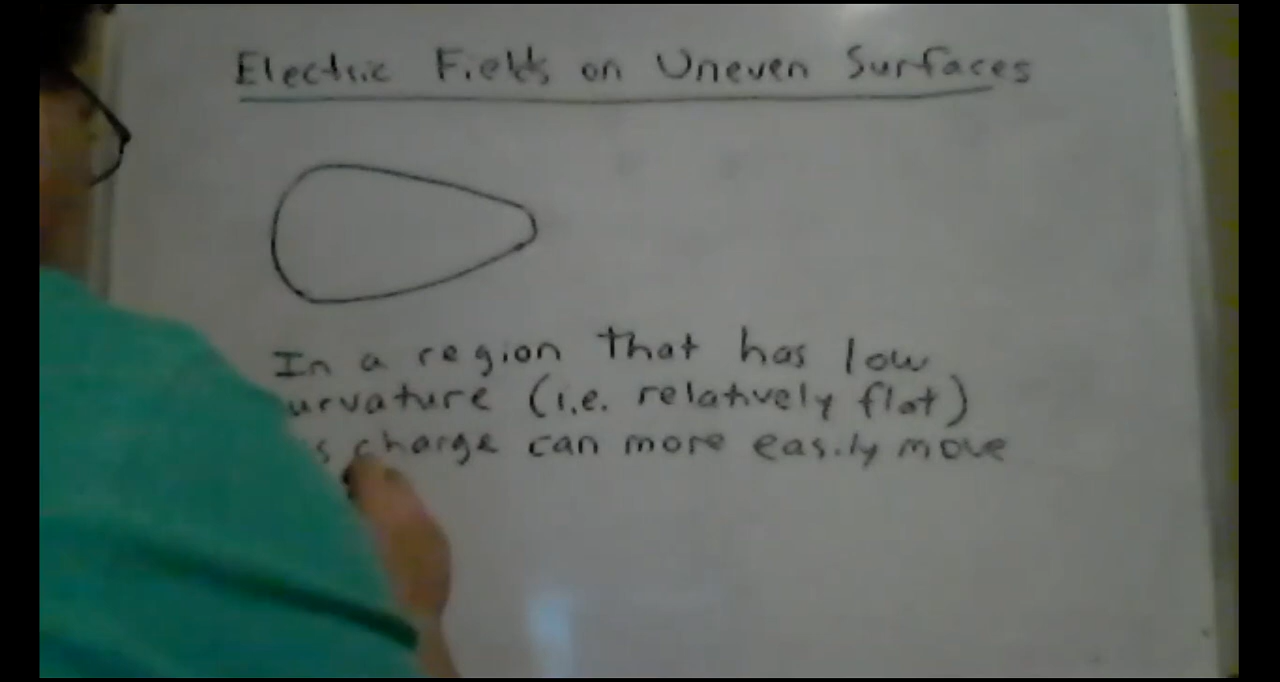 Electric Fields on Uneven Surfaces
In a region that has low
urvature (i.e. relatively flat)
s charge can more easily move